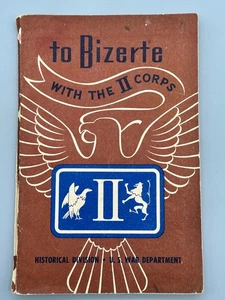 to Bizerte
WITH THE II CORPS
II
HISTORICAL DIVISION • U. S. WAR DEPARTMENT